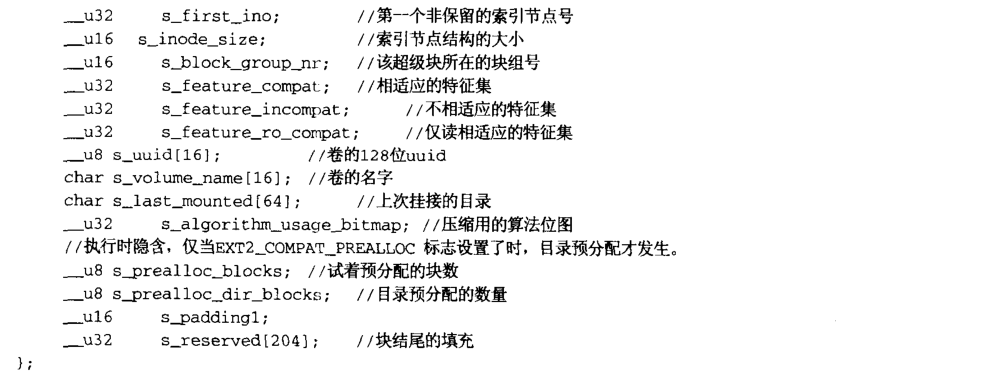 __u32 s_first_ino; //第一个非保留的索引节点号
__u16 s_inode_size; //索引节点结构的大小
__u16 s_block_group_nr; //该超级块所在的块组号
__u32 s_feature_compat; //相适应的特征集
__u32 s_feature_incompat; //不相适应的特征集
__u32 s_feature_ro_compat; //仅读相适应的特征集
__u8 s_uuid[16]; //卷的128位uuid
char s_volume_name[16]; //卷的名字
char s_last_mounted[64]; //上次挂接的目录
__u32 s_algorithm_usage_bitmap; //压缩用的算法位图
//执行时隐含，仅当EXT2_COMPAT_PREALLOC 标志设置了时，目录预分配才发生。
__u8 s_prealloc_blocks; //试着预分配的块数
__u8 s_prealloc_dir_blocks; //目录预分配的数量
__u16 s_padding1;
__u32 s_reserved[204]; //块结尾的填充
};